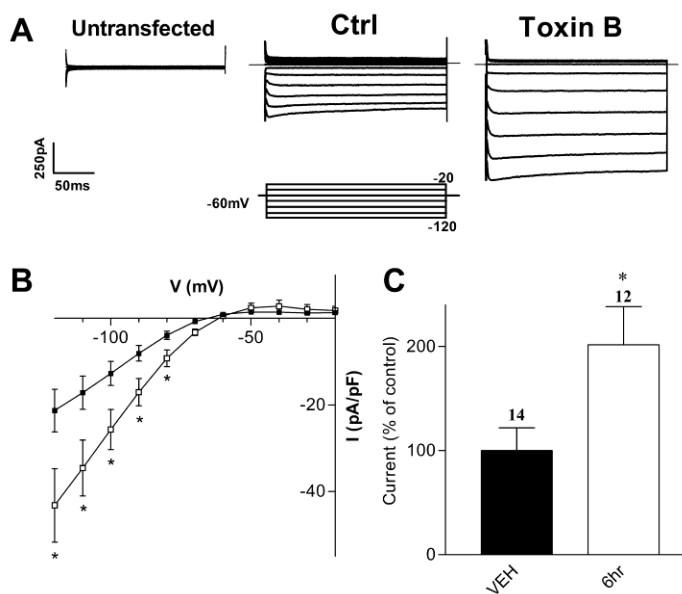 A
Untransfected
Ctrl
Toxin B
250pA
50ms
-60mV
-20
-120
B
V (mV)
-100
-50
-20
-40
I (pA/pF)
*
*
*
*
*
C
Current (% of control)
200
100
0
14
*
12
VEH
6hr